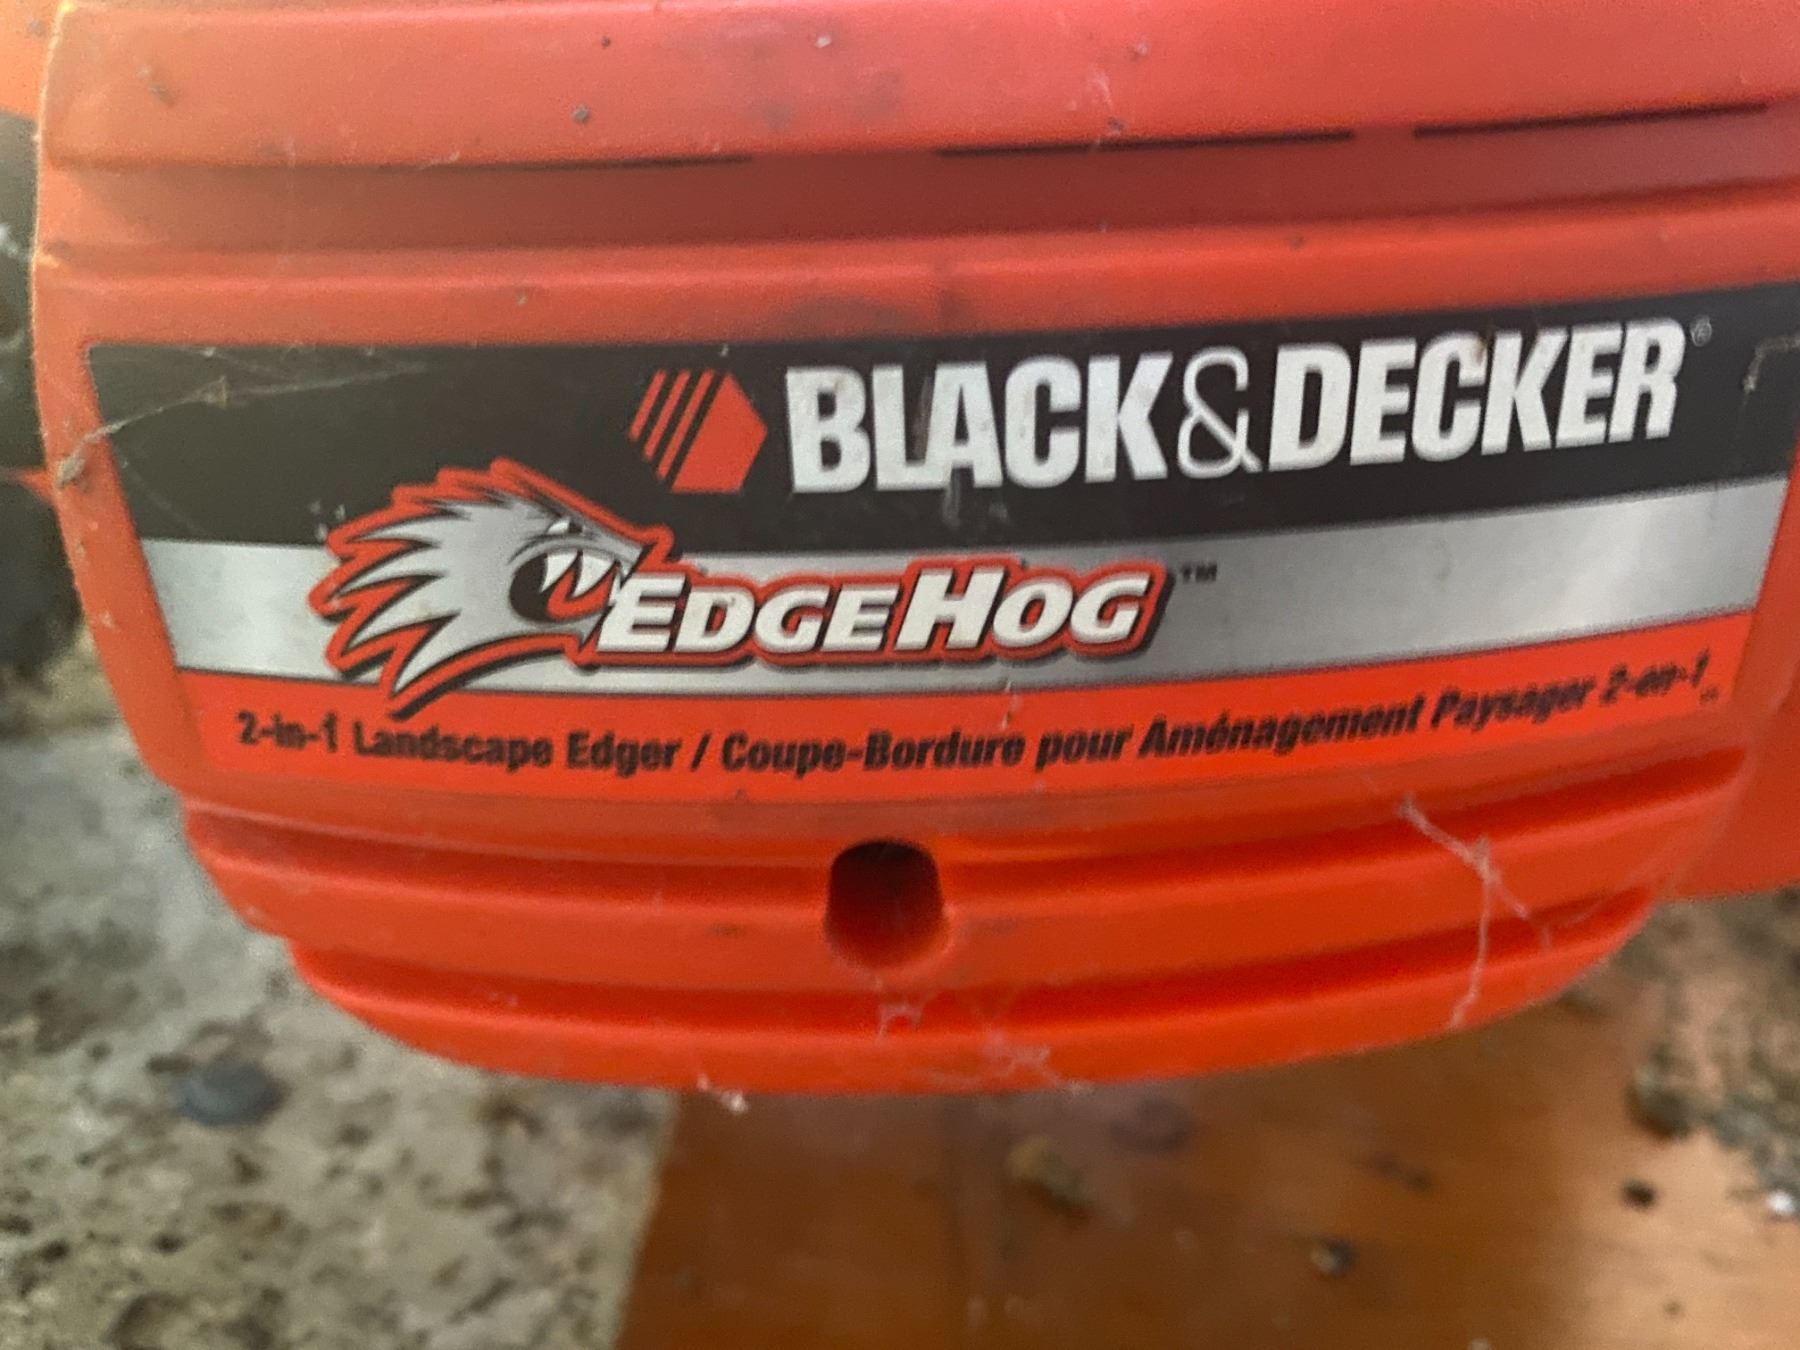 BLACK&DECKER®
EDGEHOG™
2-in-1 Landscape Edger / Coupe-Bordure pour Aménagement Paysager 2-en-1